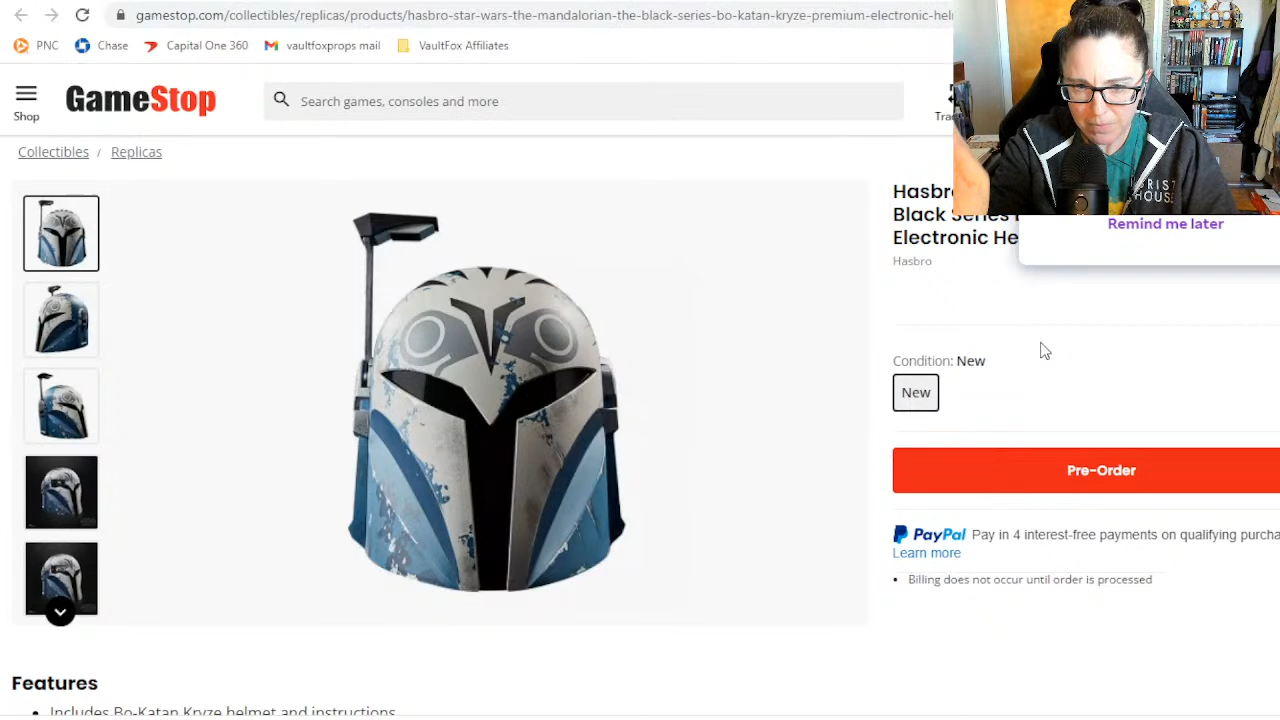 gamestop.com/collectibles/replicas/products/hasbro-star-wars-the-mandalorian-the-black-series-bo-katan-kryze-premium-electronic-hel
PNC
Chase
Capital One 360
vaultfoxprops mail
VaultFox Affiliates
Shop
GameStop
Search games, consoles and more
Collectibles / Replicas
Hasbro
Black Series
Electronic He
Hasbro
Remind me later
Condition: New
New
Pre-Order
PayPal Pay in 4 interest-free payments on qualifying purcha
Learn more
• Billing does not occur until order is processed
Features
• Includes Bo-Katan Kryze helmet and instructions